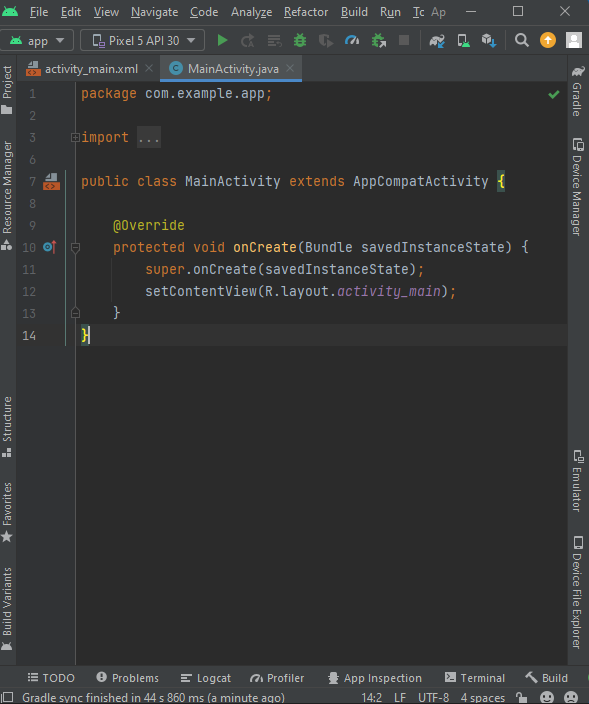 File Edit View Navigate Code Analyze Refactor Build Run Tc Ap
app Pixel 5 API 30
activity_main.xml MainActivity.java
Project
Resource Manager
Structure
Favorites
Build Variants
1 package com.example.app;
2
3 import ...
6
7 public class MainActivity extends AppCompatActivity {
8
9 @Override
10 protected void onCreate(Bundle savedInstanceState) {
11 super.onCreate(savedInstanceState);
12 setContentView(R.layout.activity_main);
13 }
14 }
Gradle
Device Manager
Emulator
Device File Explorer
TODO Problems Logcat Profiler App Inspection Terminal Build
Gradle sync finished in 44 s 860 ms (a minute ago) 14:2 LF UTF-8 4 spaces